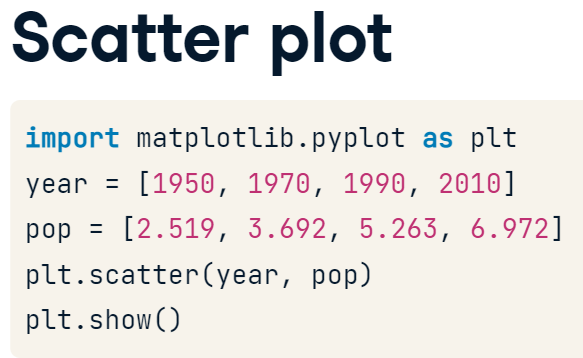 Scatter plot
import matplotlib.pyplot as plt
year = [1950, 1970, 1990, 2010]
pop = [2.519, 3.692, 5.263, 6.972]
plt.scatter(year, pop)
plt.show()